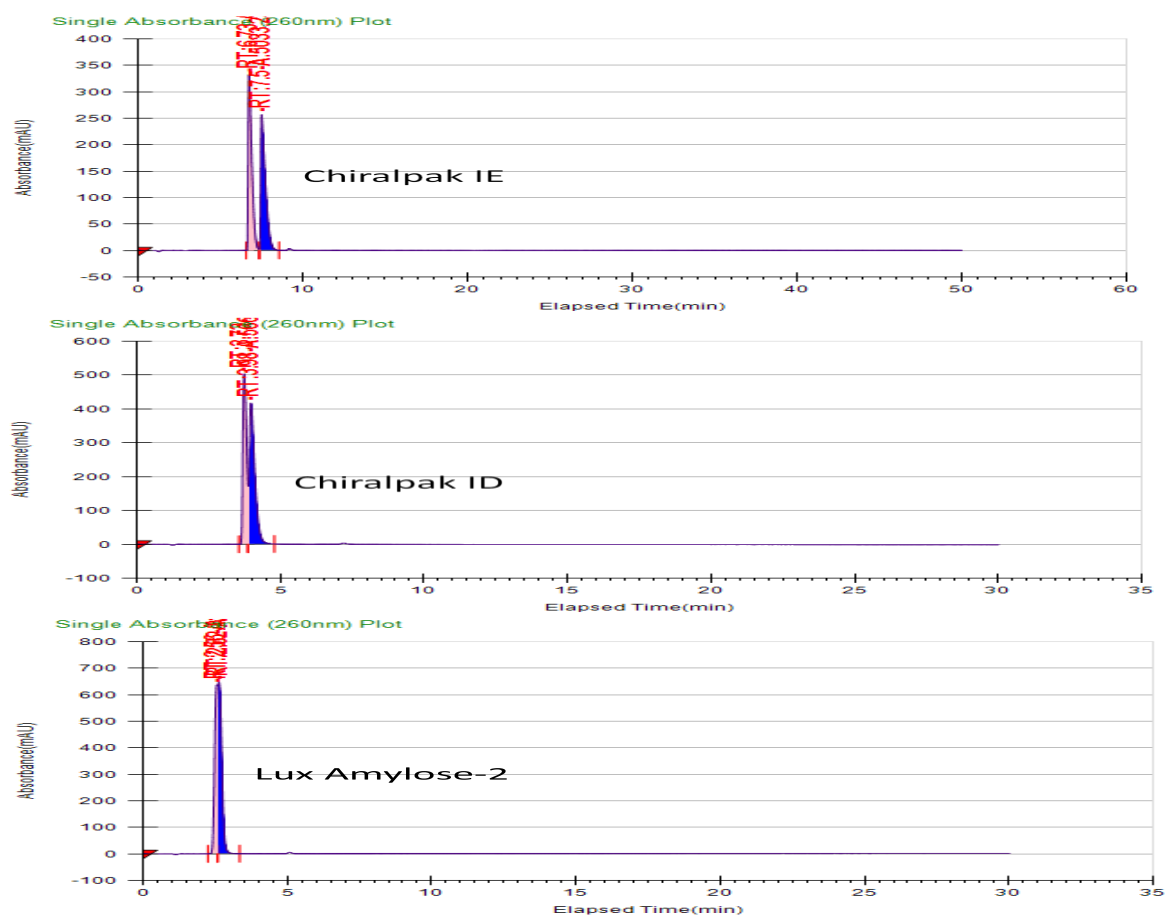 Single Absorbance (260nm) Plot
400
350
300
250
200
150
100
50
0
-50
Absorbance(mAU)
Chiralpak IE
0 10 20 30 40 50 60
Elapsed Time(min)
Single Absorbance (260nm) Plot
600
500
400
300
200
100
0
-100
Absorbance(mAU)
Chiralpak ID
0 5 10 15 20 25 30 35
Elapsed Time(min)
Single Absorbance (260nm) Plot
800
700
600
500
400
300
200
100
0
-100
Absorbance(mAU)
Lux Amylose-2
0 5 10 15 20 25 30 35
Elapsed Time(min)